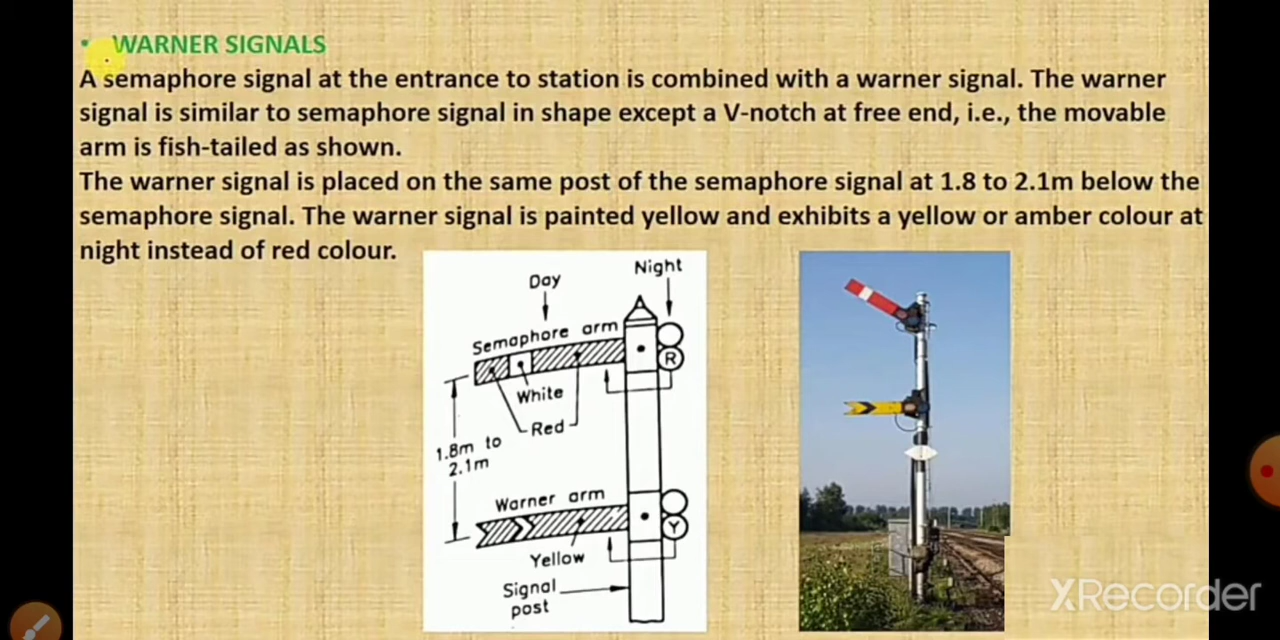 • WARNER SIGNALS
A semaphore signal at the entrance to station is combined with a warner signal. The warner
signal is similar to semaphore signal in shape except a V-notch at free end, i.e., the movable
arm is fish-tailed as shown.
The warner signal is placed on the same post of the semaphore signal at 1.8 to 2.1m below the
semaphore signal. The warner signal is painted yellow and exhibits a yellow or amber colour at
night instead of red colour.
Day
Night
Semaphore arm
R
White
Red
1.8m to
2.1m
Warner arm
Y
Yellow
Signal
post
XRecorder